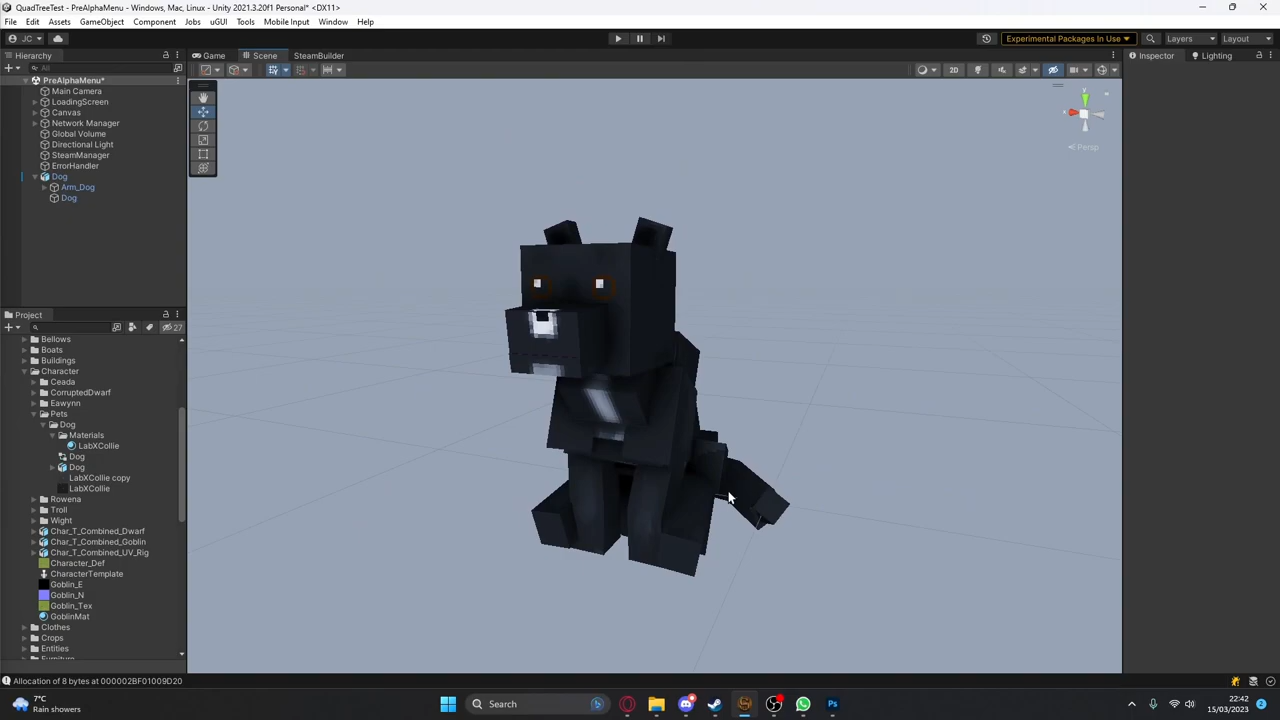 QuadTreeTest - PreAlphaMenu - Windows, Mac, Linux - Unity 2021.3.20f1 Personal* <DX11>
File Edit Assets GameObject Component Jobs uGUI Tools Mobile Input Window Help
JC
Experimental Packages In Use
Layers
Layout
Hierarchy
Game
Scene
SteamBuilder
Inspector
Lighting
All
2D
PreAlphaMenu*
Main Camera
LoadingScreen
Canvas
Network Manager
Global Volume
Directional Light
SteamManager
ErrorHandler
Dog
Arm_Dog
Dog
y
x
Persp
Project
27
Bellows
Boats
Buildings
Character
Ceada
CorruptedDwarf
Eawynn
Pets
Dog
Materials
LabXCollie
Dog
Dog
LabXCollie copy
LabXCollie
Rowena
Troll
Wight
Char_T_Combined_Dwarf
Char_T_Combined_Goblin
Char_T_Combined_UV_Rig
Character_Def
CharacterTemplate
Goblin_E
Goblin_N
Goblin_Tex
GoblinMat
Clothes
Crops
Entities
Furniture
Allocation of 8 bytes at 000002BF01009D20
7°C
Rain showers
Search
Ps
22:42
15/03/2023